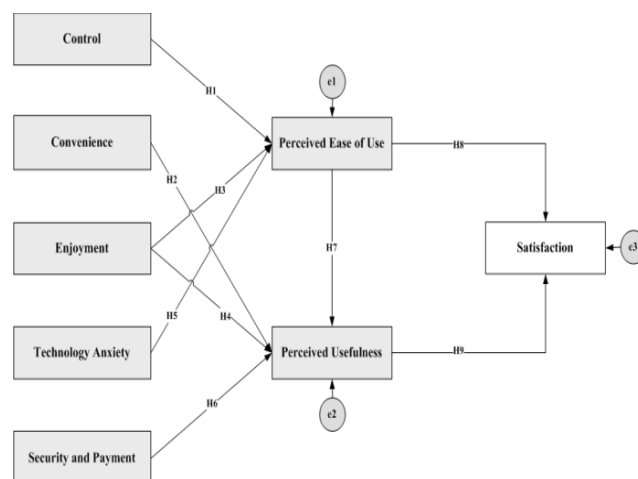 Control
e1
H1
Convenience
Perceived Ease of Use
H8
H2
H3
Enjoyment
H7
Satisfaction
e3
H5
H4
Technology Anxiety
Perceived Usefulness
H9
H6
e2
Security and Payment